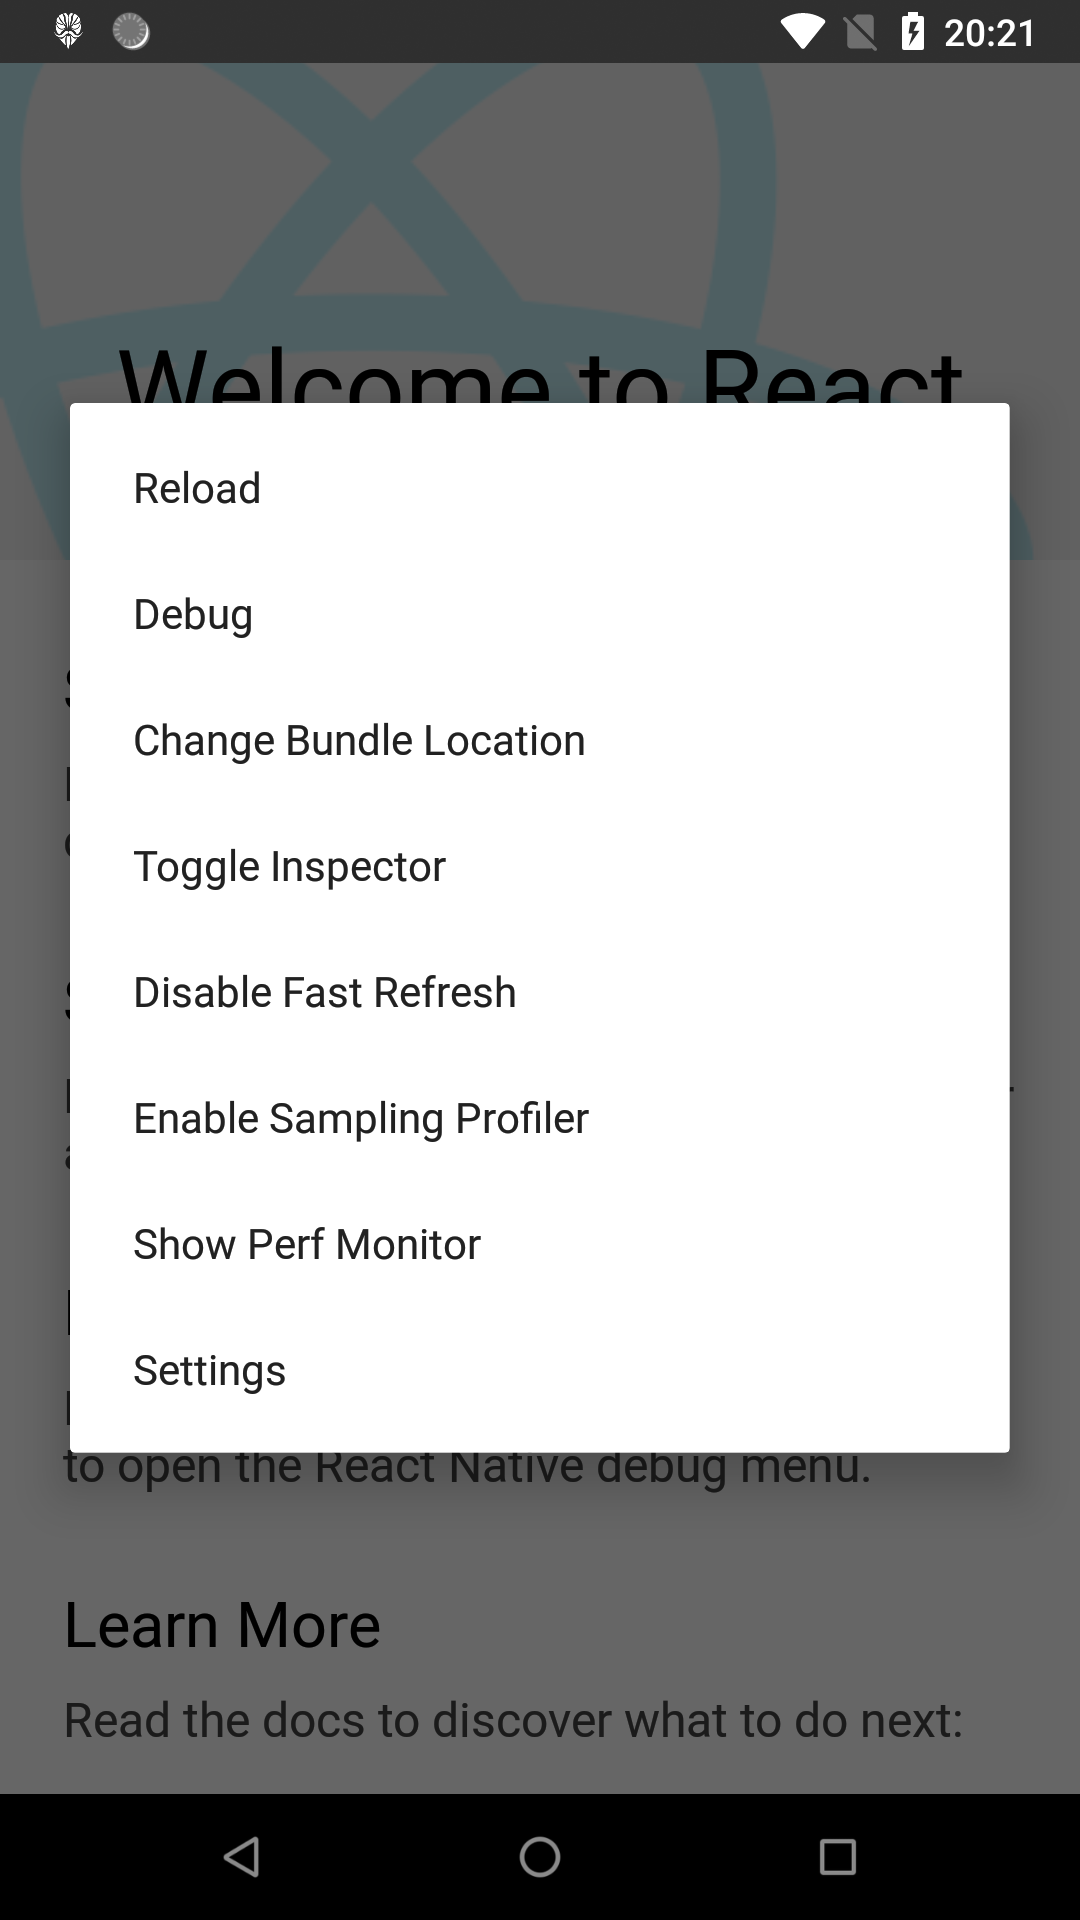 20:21
Welcome to React
Reload
Debug
Change Bundle Location
Toggle Inspector
Disable Fast Refresh
Enable Sampling Profiler
Show Perf Monitor
Settings
to open the React Native debug menu.
Learn More
Read the docs to discover what to do next: